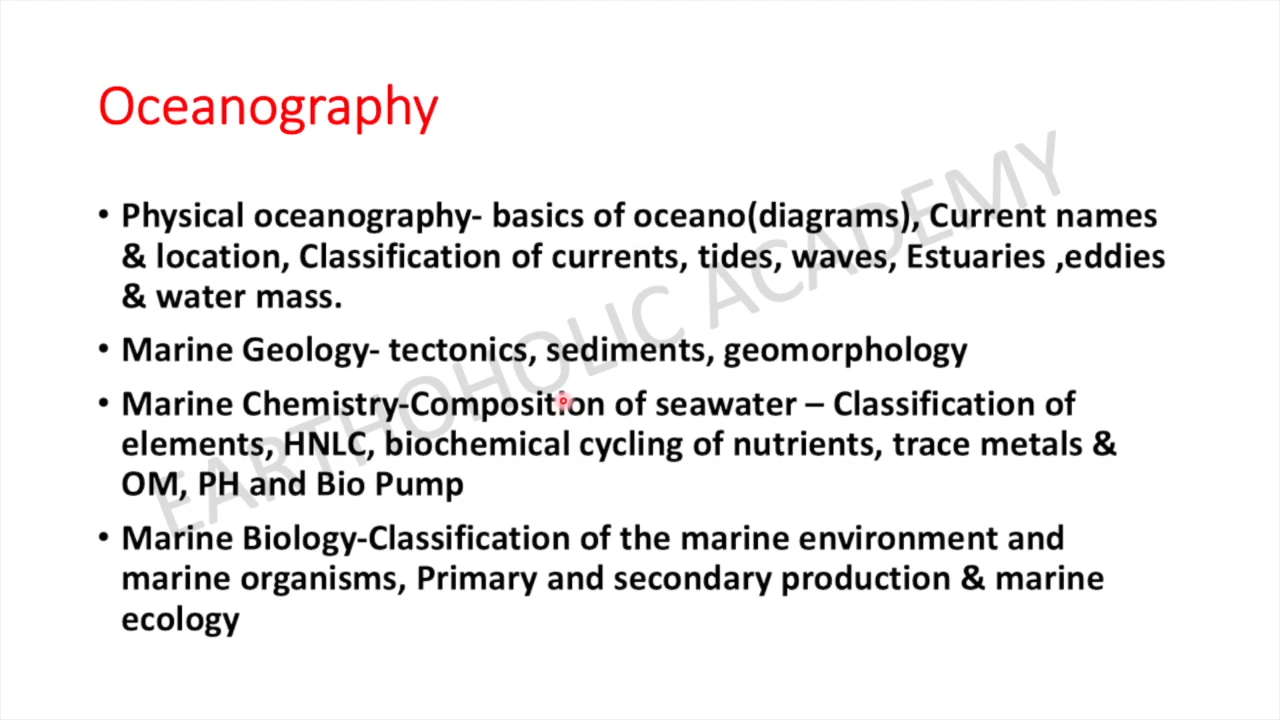 Oceanography
• Physical oceanography- basics of oceano(diagrams), Current names
& location, Classification of currents, tides, waves, Estuaries ,eddies
& water mass.
• Marine Geology- tectonics, sediments, geomorphology
• Marine Chemistry-Composition of seawater – Classification of
elements, HNLC, biochemical cycling of nutrients, trace metals &
OM, PH and Bio Pump
• Marine Biology-Classification of the marine environment and
marine organisms, Primary and secondary production & marine
ecology
EARTHOHOLIC ACADEMY